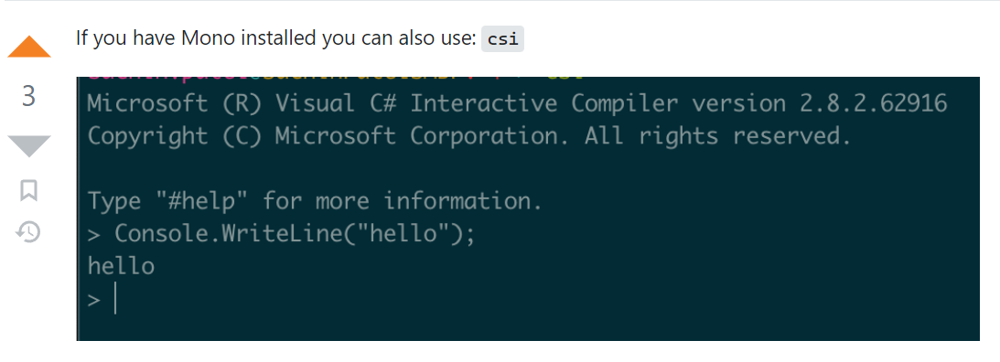 If you have Mono installed you can also use: csi
3
Microsoft (R) Visual C# Interactive Compiler version 2.8.2.62916
Copyright (C) Microsoft Corporation. All rights reserved.
Type "#help" for more information.
> Console.WriteLine("hello");
hello
>